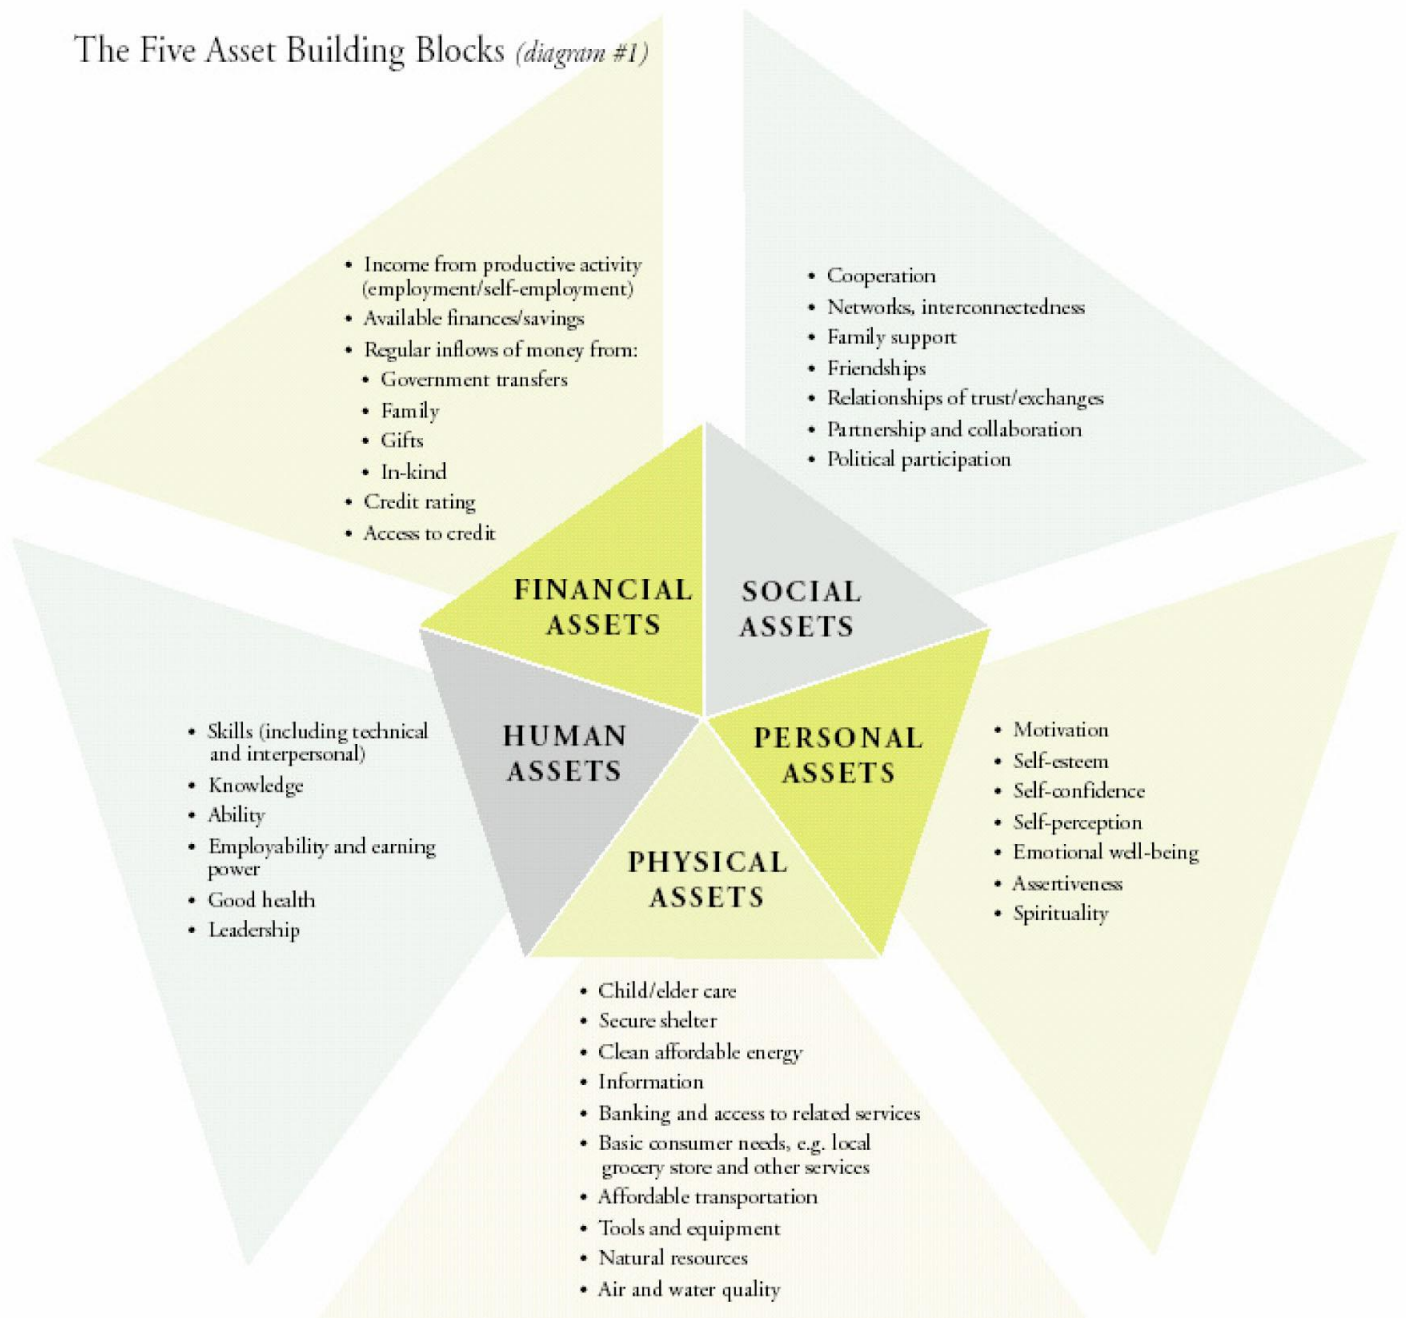 The Five Asset Building Blocks (diagram #1)
• Income from productive activity
(employment/self-employment)
• Available finances/savings
• Regular inflows of money from:
• Government transfers
• Family
• Gifts
• In-kind
• Credit rating
• Access to credit
• Cooperation
• Networks, interconnectedness
• Family support
• Friendships
• Relationships of trust/exchanges
• Partnership and collaboration
• Political participation
FINANCIAL
ASSETS
SOCIAL
ASSETS
HUMAN
ASSETS
PERSONAL
ASSETS
PHYSICAL
ASSETS
• Skills (including technical
and interpersonal)
• Knowledge
• Ability
• Employability and earning
power
• Good health
• Leadership
• Motivation
• Self-esteem
• Self-confidence
• Self-perception
• Emotional well-being
• Assertiveness
• Spirituality
• Child/elder care
• Secure shelter
• Clean affordable energy
• Information
• Banking and access to related services
• Basic consumer needs, e.g. local
grocery store and other services
• Affordable transportation
• Tools and equipment
• Natural resources
• Air and water quality